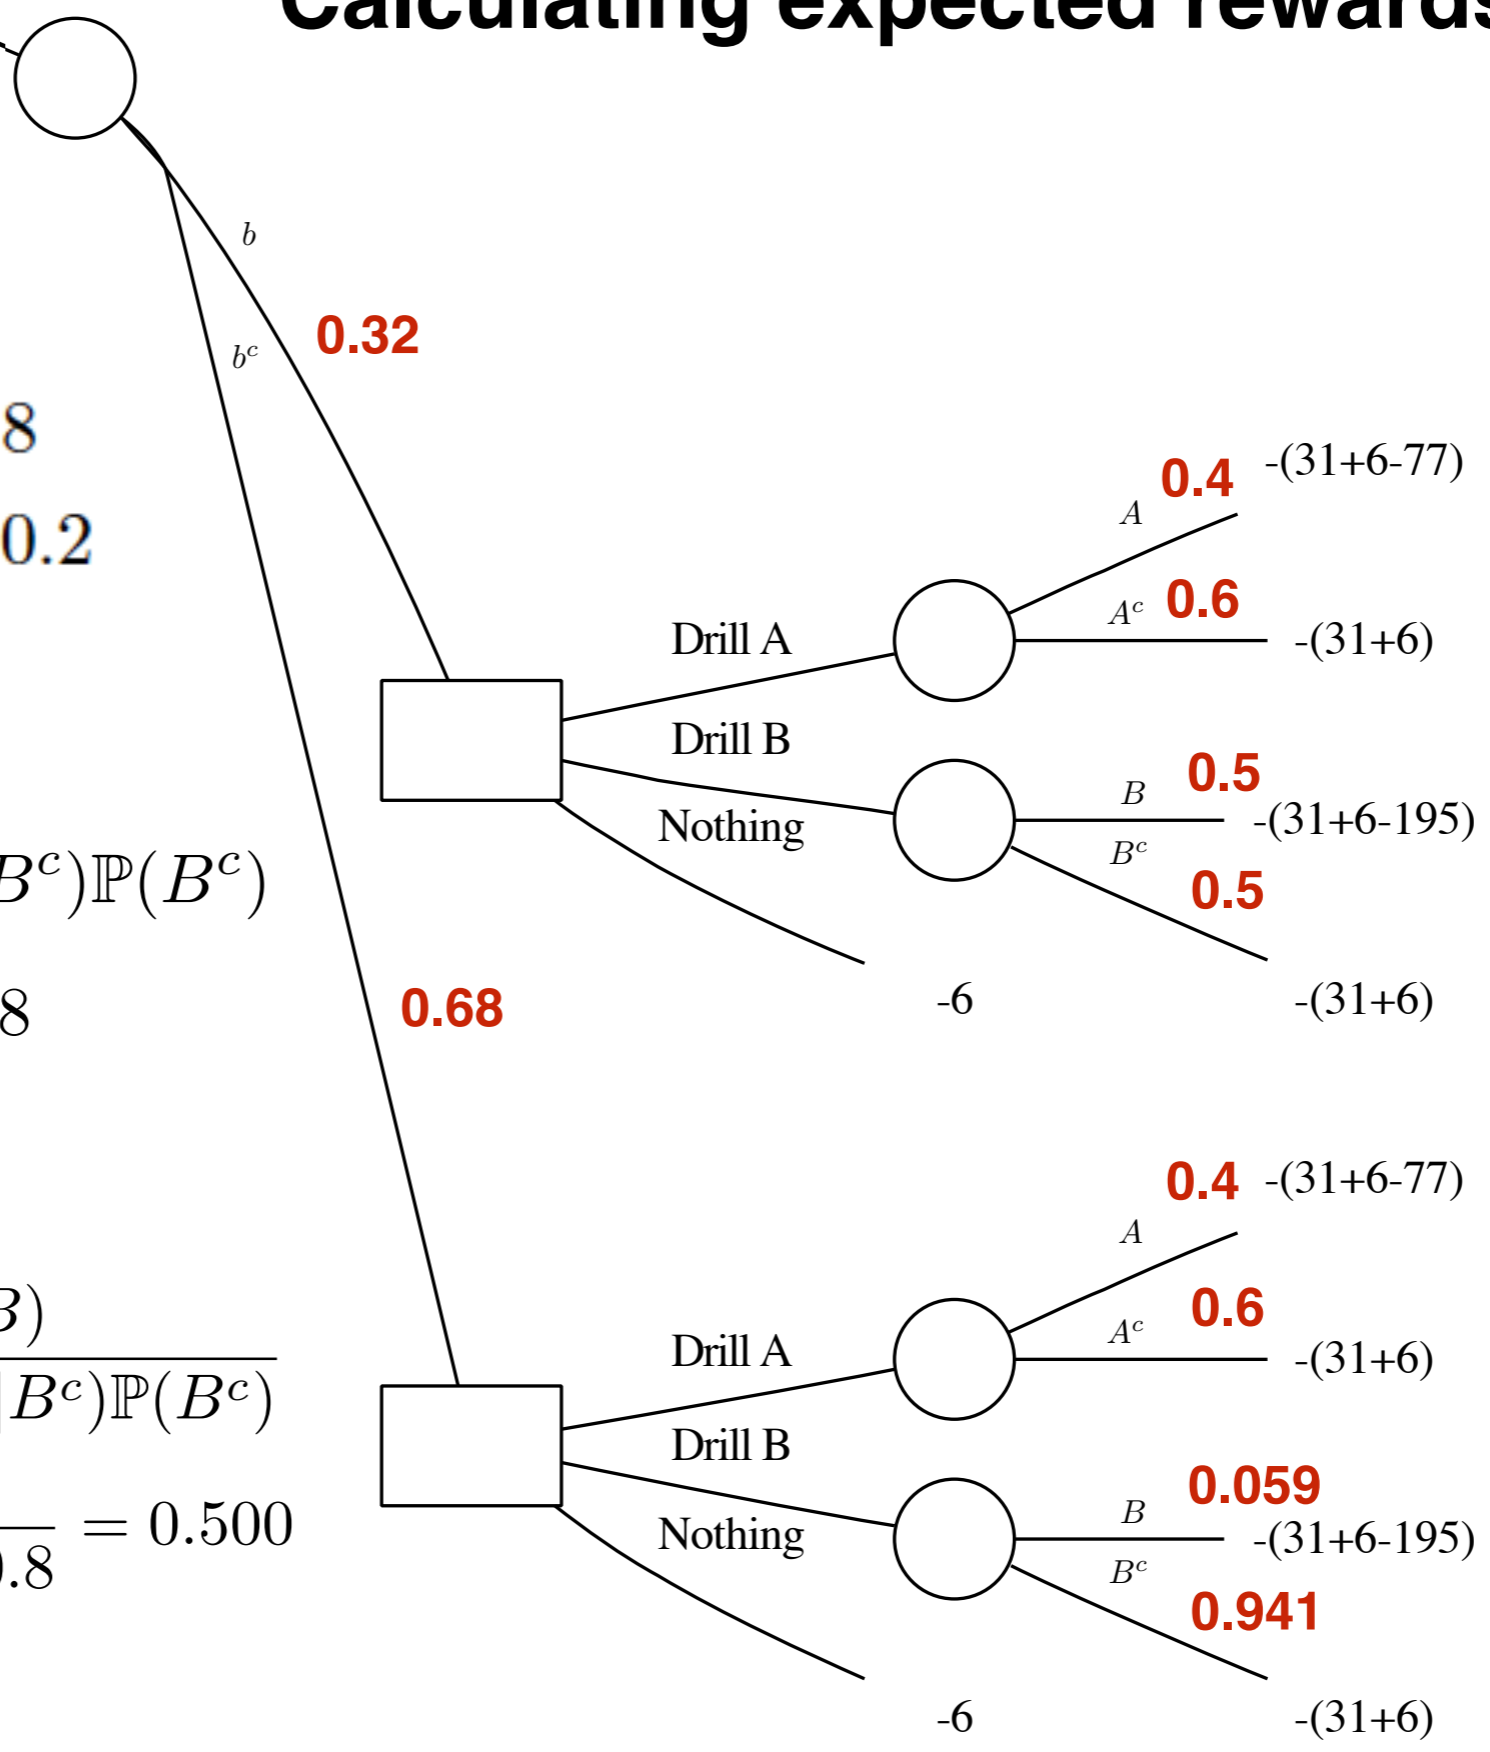 Calculating expected rewards
b
0.32
b^c
8
0.4 -(31+6-77)
A
0.2
A^c 0.6
Drill A -(31+6)
Drill B
0.5
B
Nothing -(31+6-195)
B^c
B^c)ℙ(B^c)
0.5
0.68
8
-6 -(31+6)
0.4 -(31+6-77)
A
B)
0.6
A^c
Drill A -(31+6)
|B^c)ℙ(B^c)
Drill B
0.059
B
= 0.500
Nothing -(31+6-195)
.8
B^c
0.941
-6 -(31+6)